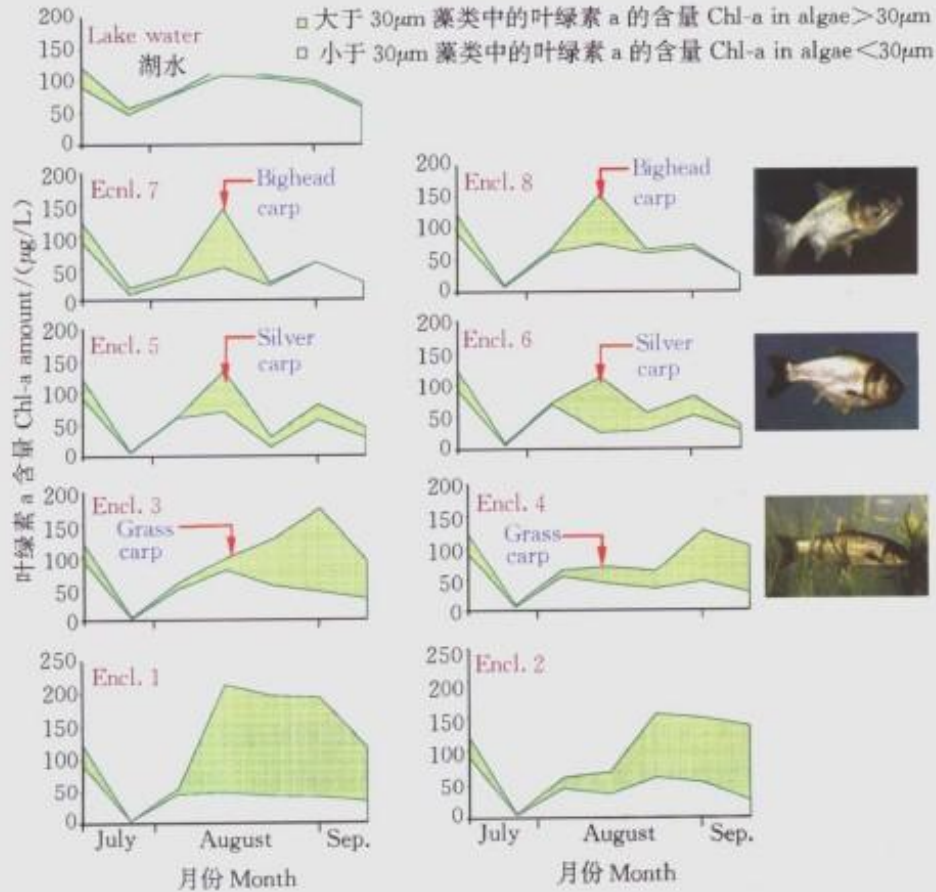 大于 30μm 藻类中的叶绿素 a 的含量 Chl-a in algae>30μm
小于 30μm 藻类中的叶绿素 a 的含量 Chl-a in algae<30μm
叶绿素 a 含量 Chl-a amount/(μg/L)
Lake water
湖水
200
150
100
50
0
Ecnl. 7
Bighead
carp
200
150
100
50
0
Encl. 8
Bighead
carp
200
150
100
50
0
Encl. 5
Silver
carp
200
150
100
50
0
Encl. 6
Silver
carp
200
150
100
50
0
Encl. 3
Grass
carp
200
150
100
50
0
Encl. 4
Grass
carp
200
150
100
50
0
Encl. 1
250
200
150
100
50
0
July August Sep.
月份 Month
Encl. 2
250
200
150
100
50
0
July August Sep.
月份 Month